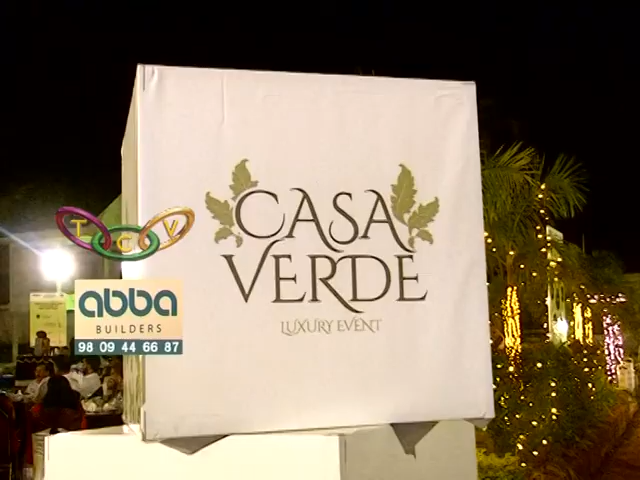 CASA
VERDE
LUXURY EVENT
TCV
abba
BUILDERS
98 09 44 66 87